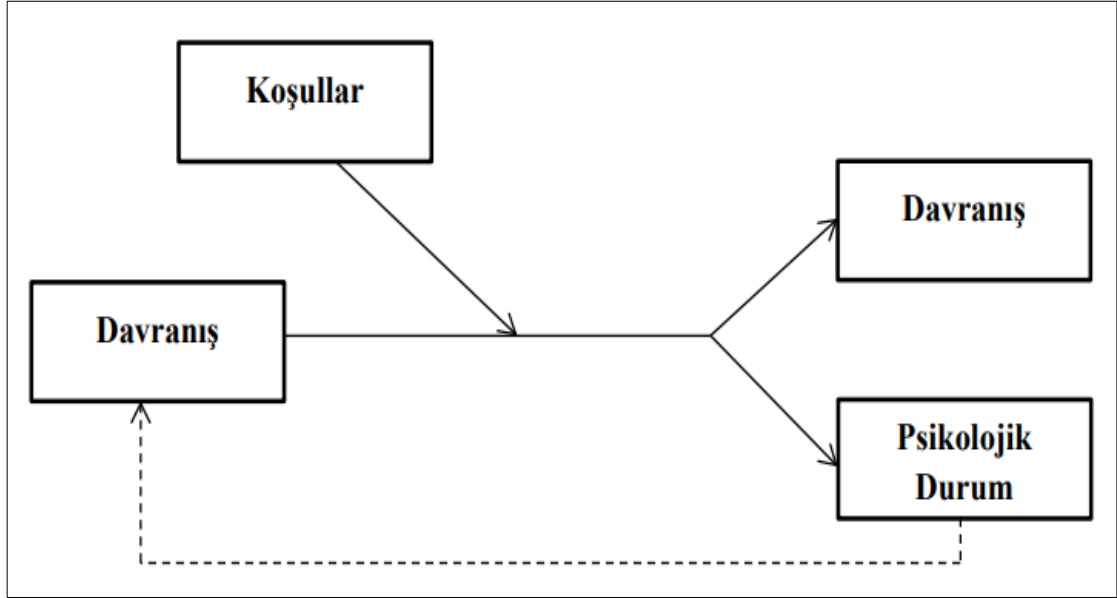 Koşullar
Davranış
Davranış
Psikolojik
Durum